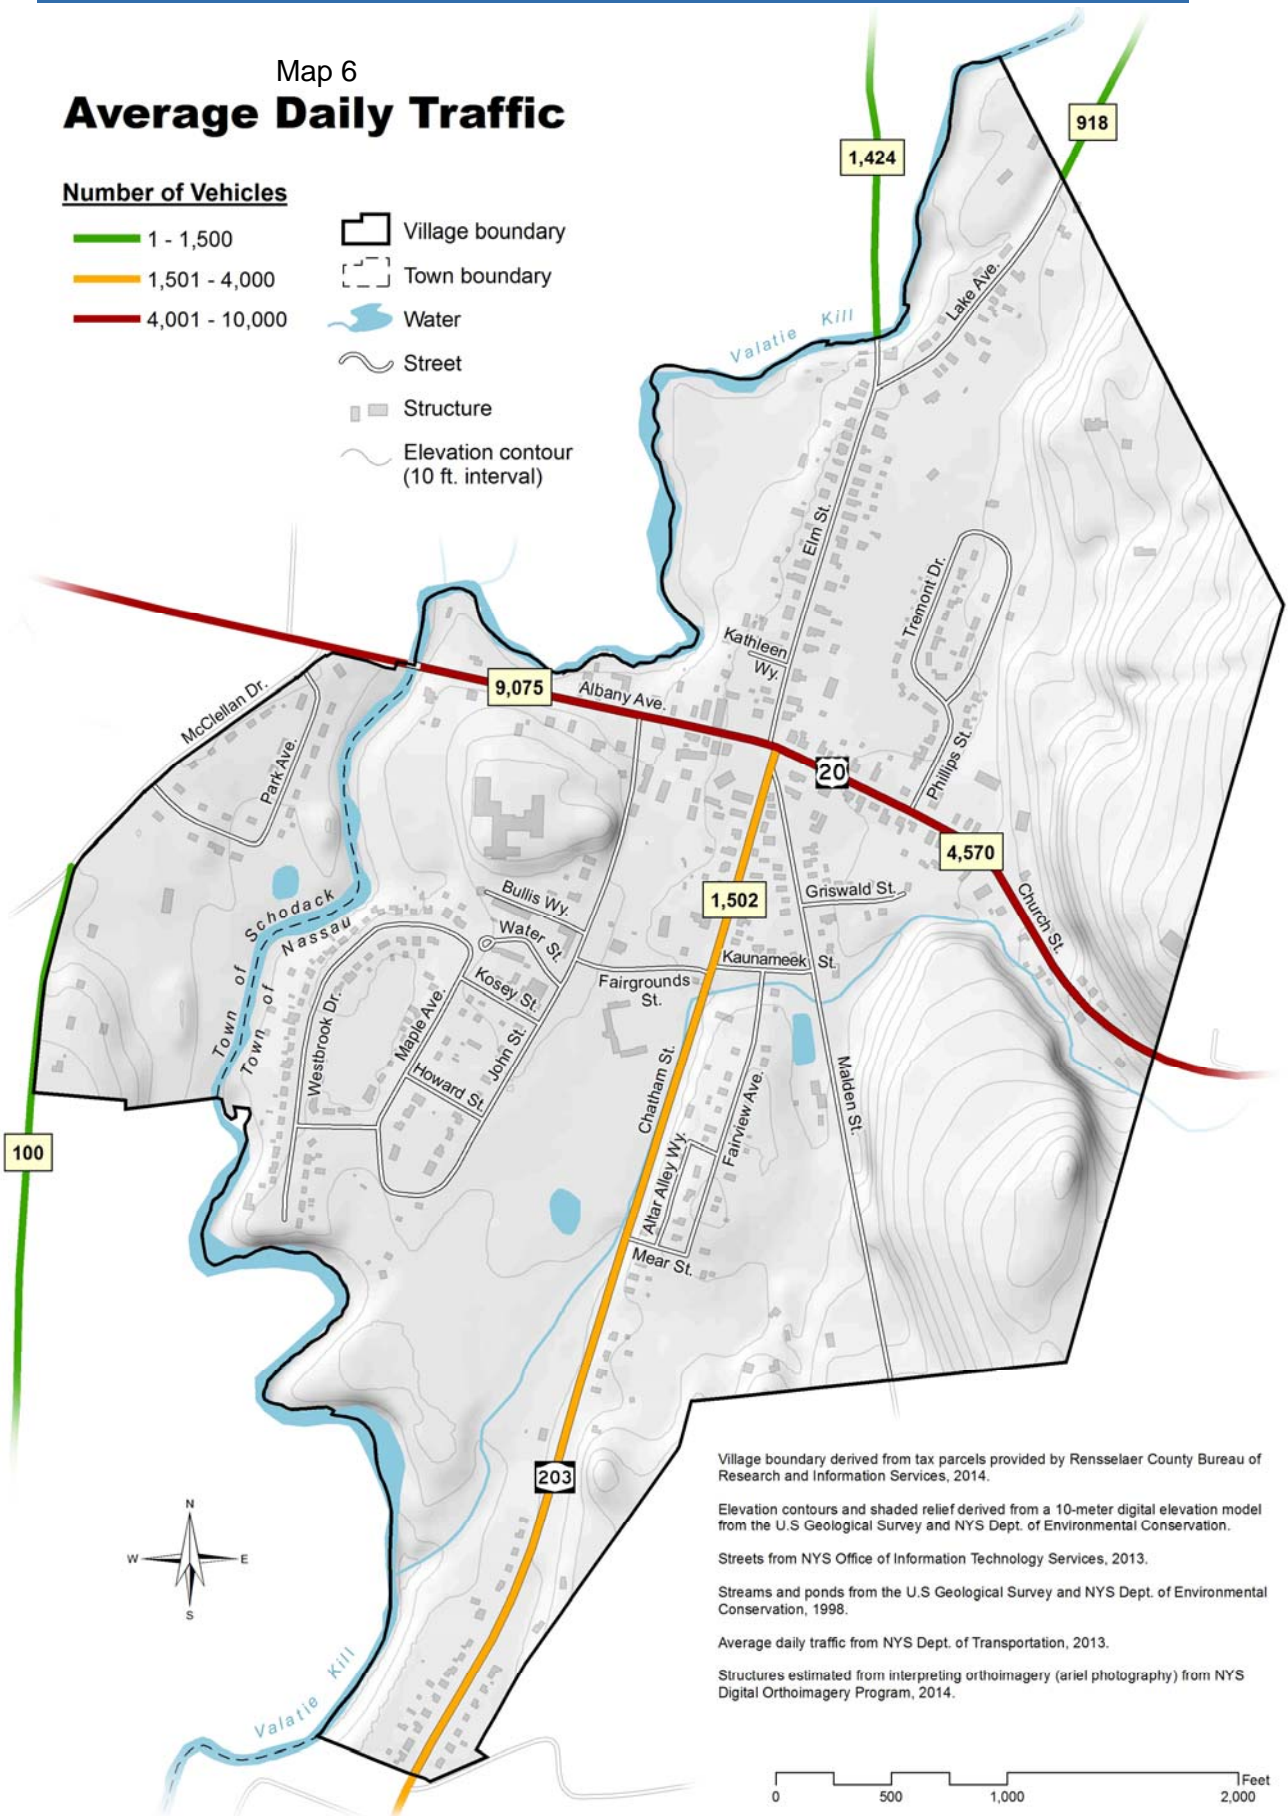 Map 6
Average Daily Traffic
Number of Vehicles
1 - 1,500
1,501 - 4,000
4,001 - 10,000
Village boundary
Town boundary
Water
Street
Structure
Elevation contour
(10 ft. interval)
918
1,424
Lake Ave.
Valatie Kill
Elm St.
Tremont Dr.
Kathleen
Wy.
McClellan Dr.
9,075
Albany Ave.
Park Ave.
20
Phillips St.
4,570
Bullis Wy.
1,502
Griswald St.
Church St.
Town of Schodack
Town of Nassau
Water St.
Kaunameek St.
Fairgrounds
St.
Kosey St.
Westbrook Dr.
Maple Ave.
John St.
Howard St.
Chatham St.
Malden St.
Fairview Ave.
Altar Alley Wy.
100
Mear St.
203
Village boundary derived from tax parcels provided by Rensselaer County Bureau of
Research and Information Services, 2014.
Elevation contours and shaded relief derived from a 10-meter digital elevation model
from the U.S Geological Survey and NYS Dept. of Environmental Conservation.
Streets from NYS Office of Information Technology Services, 2013.
Streams and ponds from the U.S Geological Survey and NYS Dept. of Environmental
Conservation, 1998.
Average daily traffic from NYS Dept. of Transportation, 2013.
Structures estimated from interpreting orthoimagery (ariel photography) from NYS
Digital Orthoimagery Program, 2014.
N
W E
S
Valatie Kill
Feet
0 500 1,000 2,000